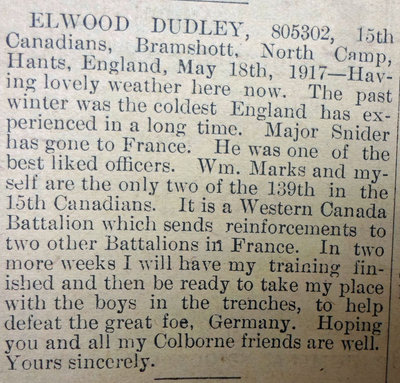 ELWOOD DUDLEY, 805302, 15th
Canadians, Bramshott, North Camp,
Hants, England, May 18th, 1917—Hav-
ing lovely weather here now. The past
winter was the coldest England has ex-
perienced in a long time. Major Snider
has gone to France. He was one of the
best liked officers. Wm. Marks and my-
self are the only two of the 139th in the
15th Canadians. It is a Western Canada
Battalion which sends reinforcements to
two other Battalions in France. In two
more weeks I will have my training fin-
ished and then be ready to take my place
with the boys in the trenches, to help
defeat the great foe, Germany. Hoping
you and all my Colborne friends are well.
Yours sincerely.